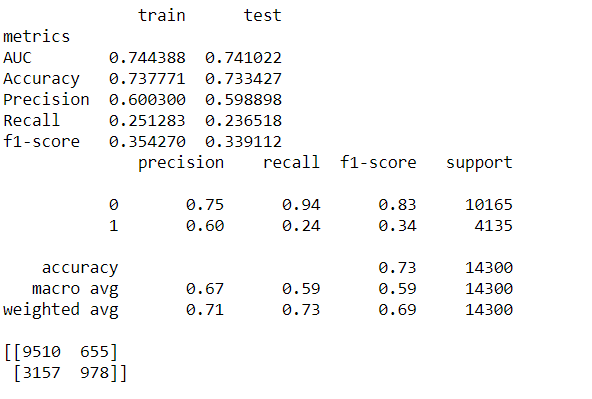 train test
metrics
AUC 0.744388 0.741022
Accuracy 0.737771 0.733427
Precision 0.600300 0.598898
Recall 0.251283 0.236518
f1-score 0.354270 0.339112
precision recall f1-score support
0 0.75 0.94 0.83 10165
1 0.60 0.24 0.34 4135
accuracy 0.73 14300
macro avg 0.67 0.59 0.59 14300
weighted avg 0.71 0.73 0.69 14300
[[9510 655]
[3157 978]]